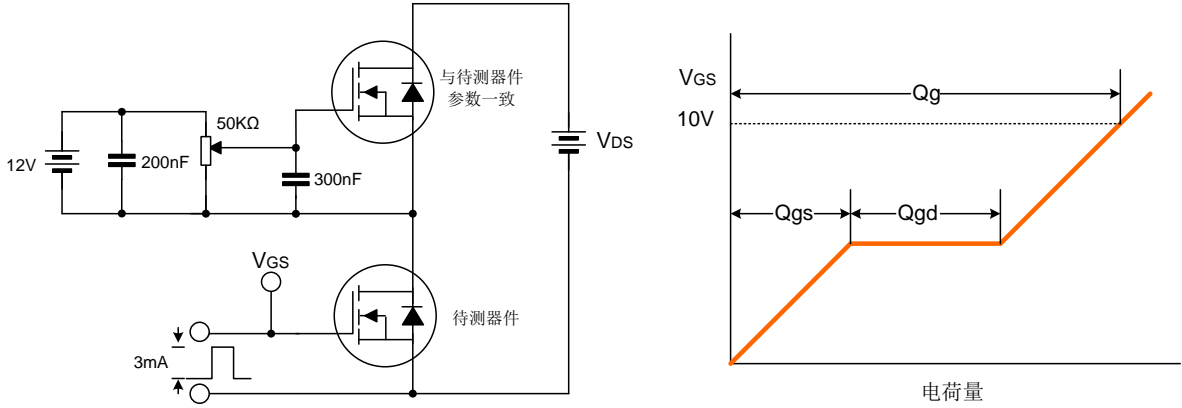 与待测器件
参数一致
50KΩ
12V
200nF
300nF
VDS
VGS
待测器件
3mA
VGS
10V
Qg
Qgs
Qgd
电荷量